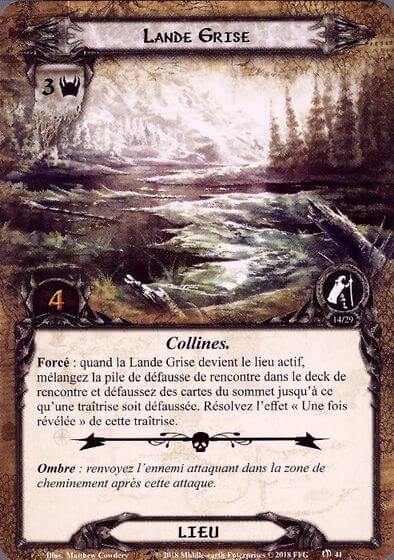 LANDE GRISE
3
4
14/29
Collines.
Forcé : quand la Lande Grise devient le lieu actif,
mélangez la pile de défausse de rencontre dans le deck de
rencontre et défaussez des cartes du sommet jusqu'à ce
qu'une traîtrise soit défaussée. Résolvez l'effet « Une fois
révélée » de cette traîtrise.
Ombre : renvoyez l'ennemi attaquant dans la zone de
cheminement après cette attaque.
LIEU
Illus. Matthew Cowdery
© 2018 Middle-earth Enterprises © 2018 FFG
41